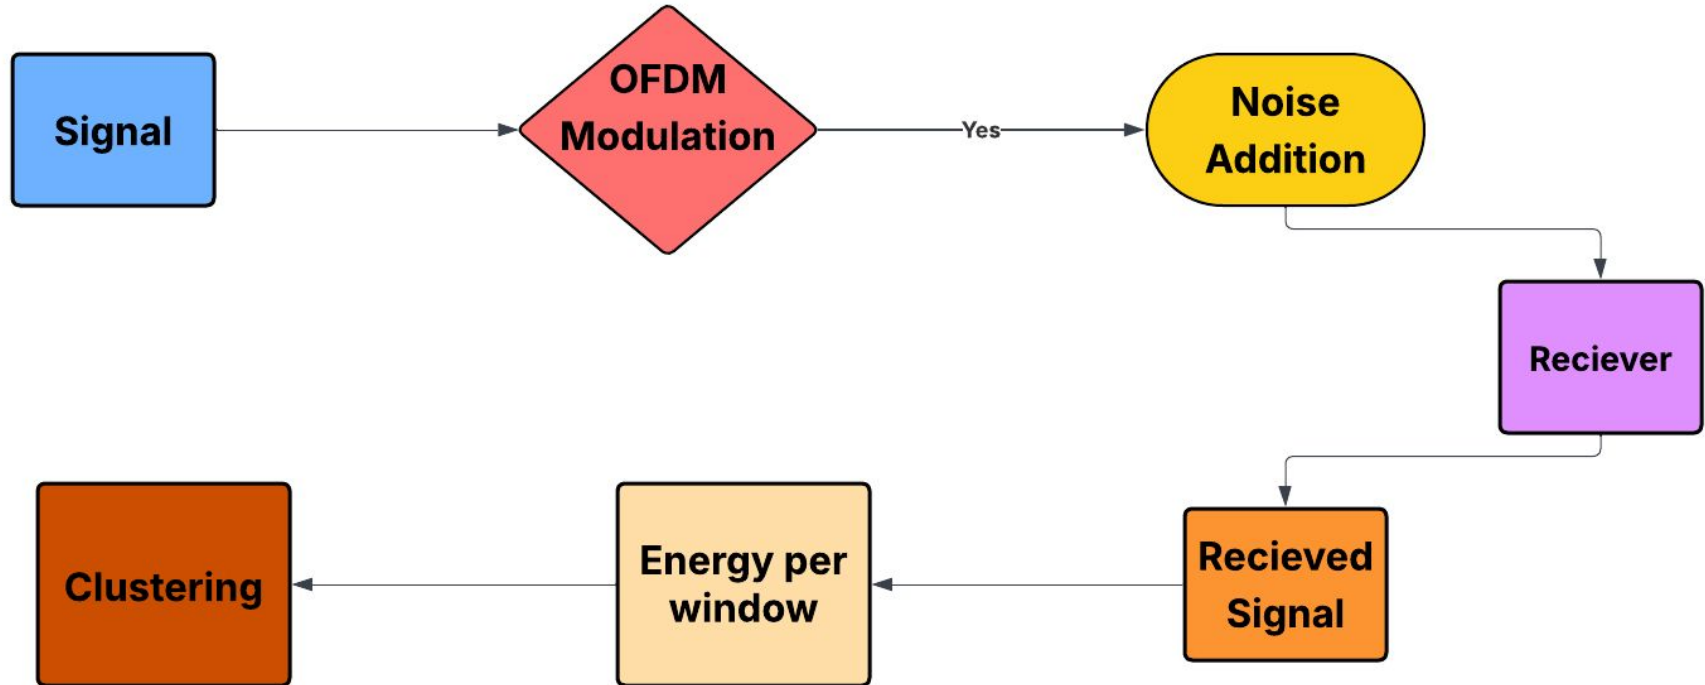 Signal
OFDM
Modulation
Yes
Noise
Addition
Reciever
Recieved
Signal
Energy per
window
Clustering